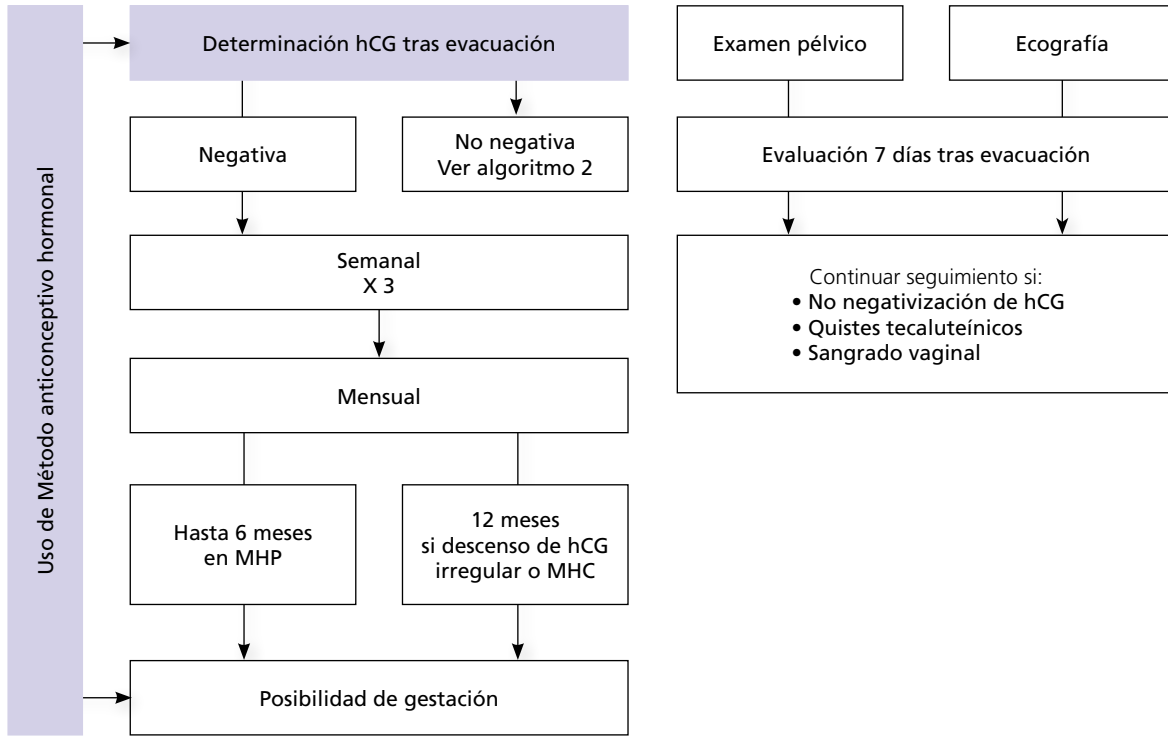 Uso de Método anticonceptivo hormonal
Determinación hCG tras evacuación
Negativa
No negativa
Ver algoritmo 2
Semanal
X 3
Mensual
Hasta 6 meses
en MHP
12 meses
si descenso de hCG
irregular o MHC
Posibilidad de gestación
Examen pélvico
Ecografía
Evaluación 7 días tras evacuación
Continuar seguimiento si:
• No negativización de hCG
• Quistes tecaluteínicos
• Sangrado vaginal